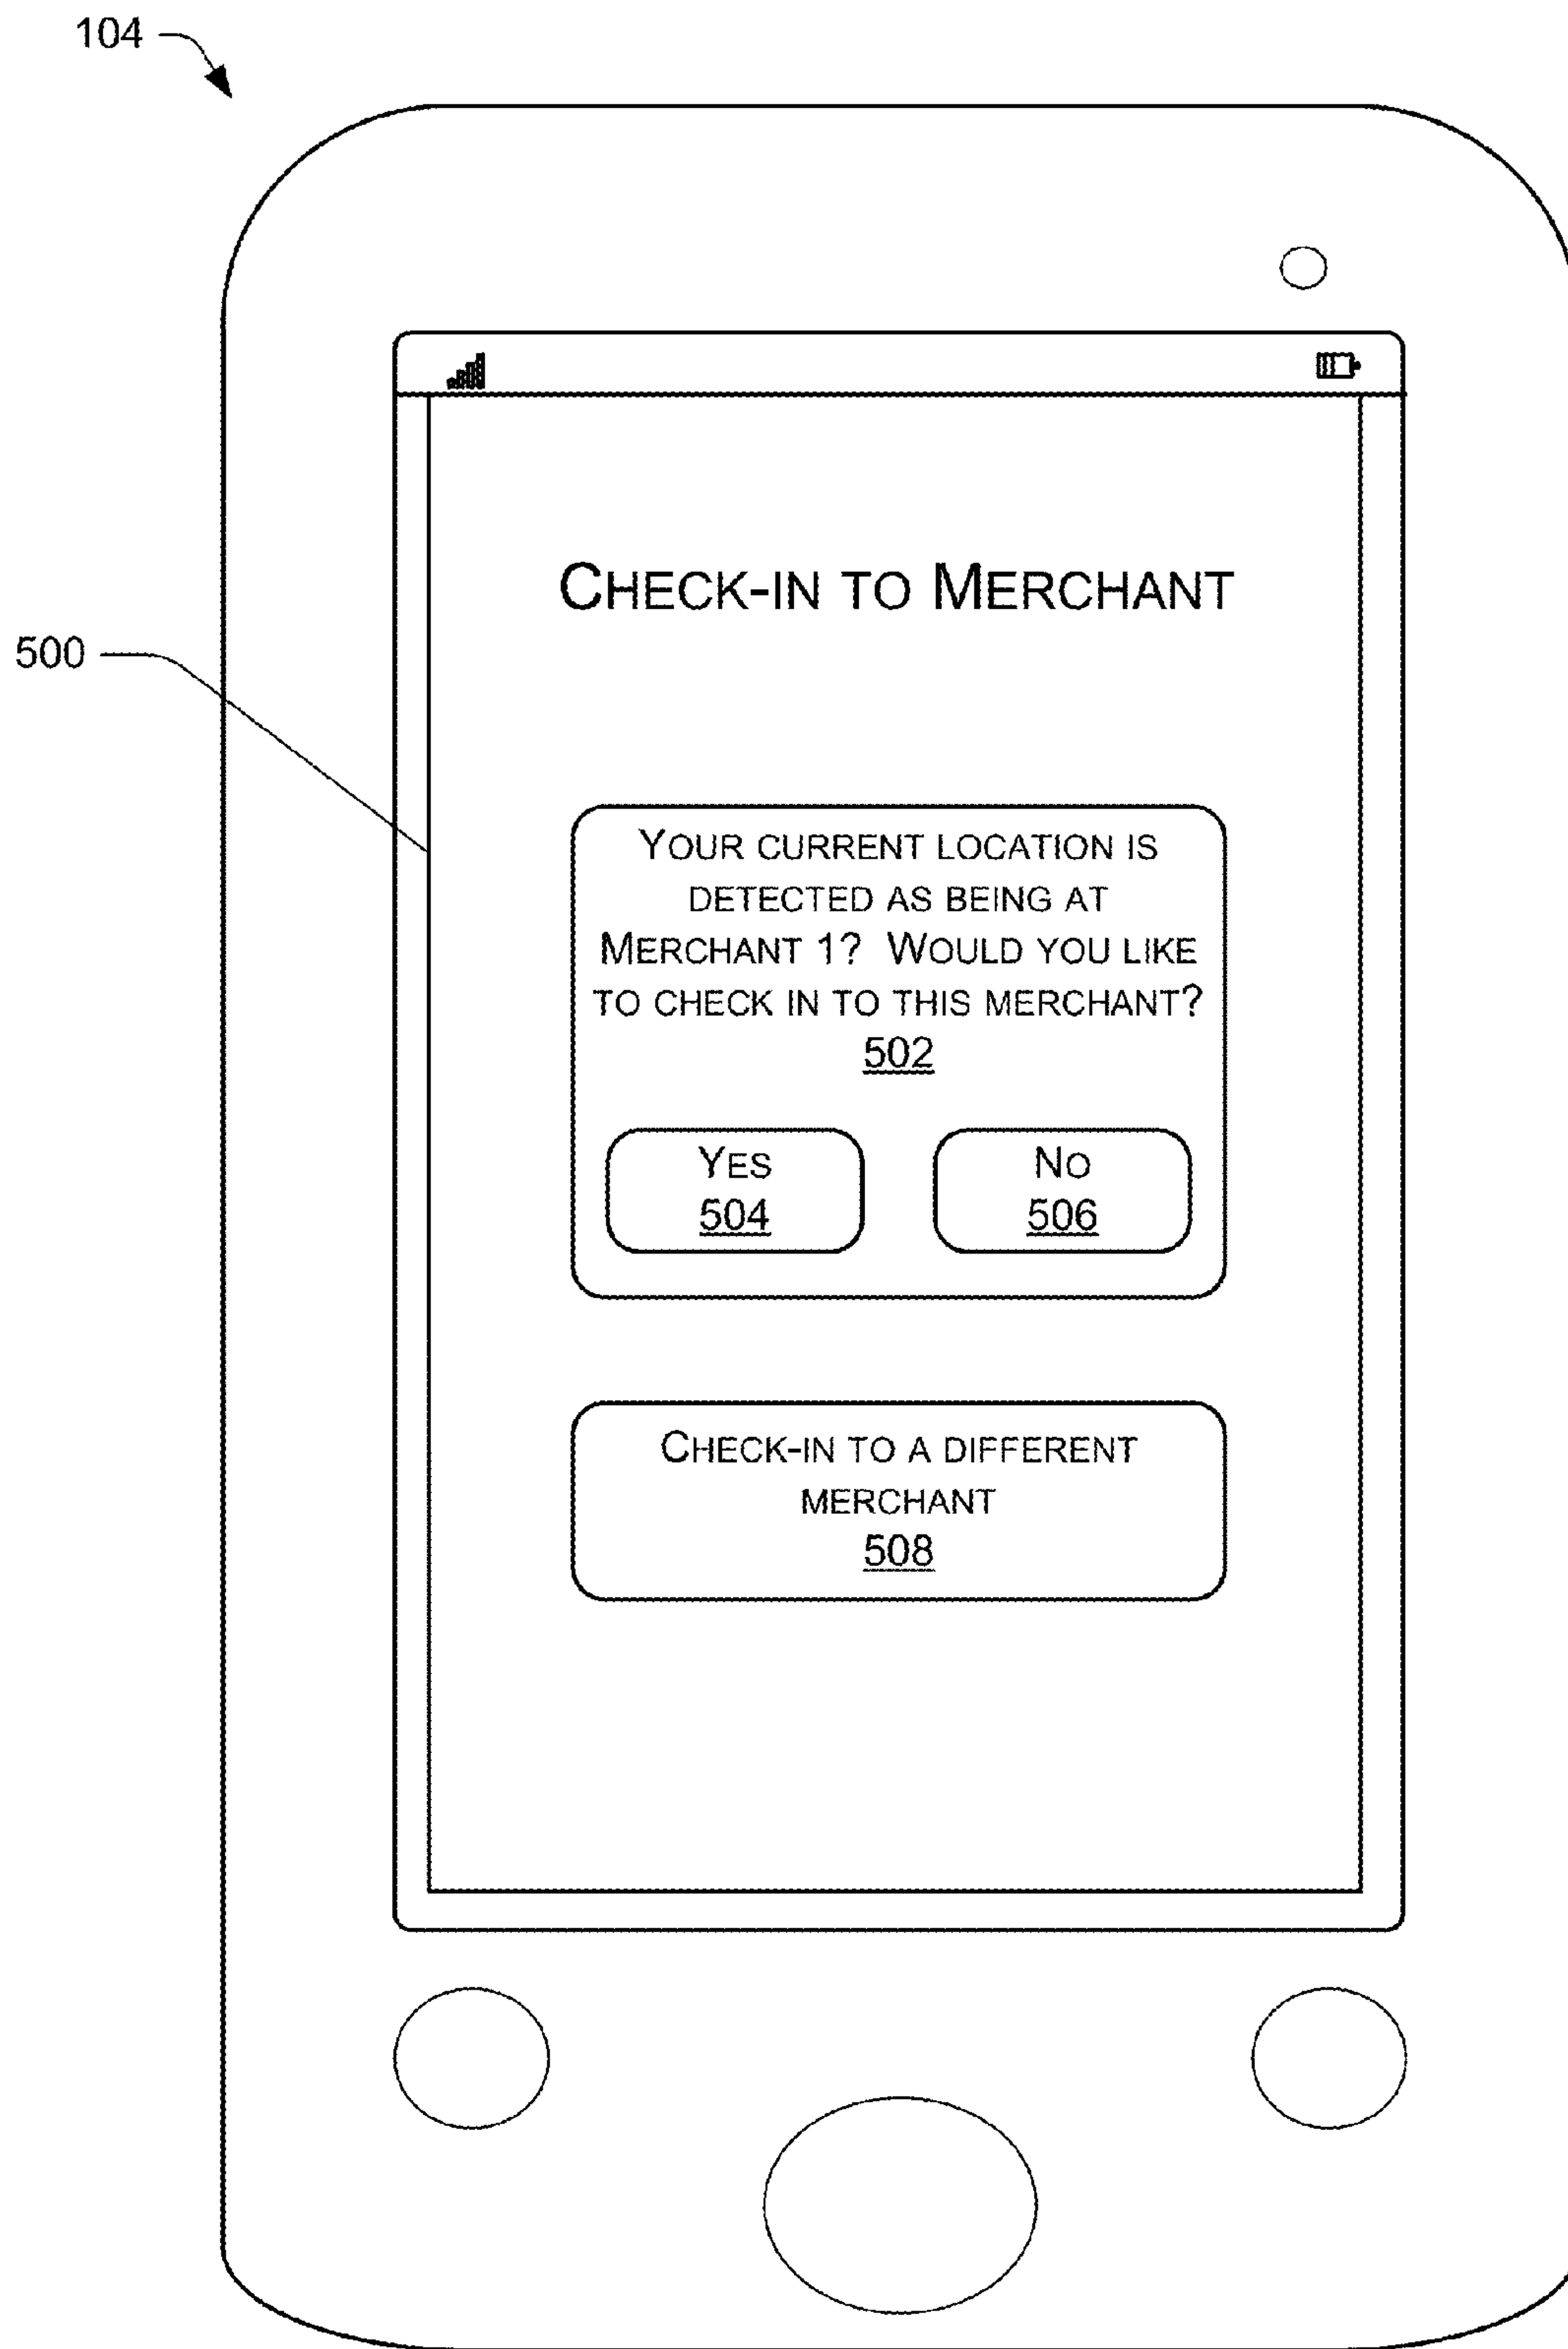 104
CHECK-IN TO MERCHANT
500
YOUR CURRENT LOCATION IS
DETECTED AS BEING AT
MERCHANT 1?  WOULD YOU LIKE
TO CHECK IN TO THIS MERCHANT?
502
YES
504
NO
506
CHECK-IN TO A DIFFERENT
MERCHANT
508